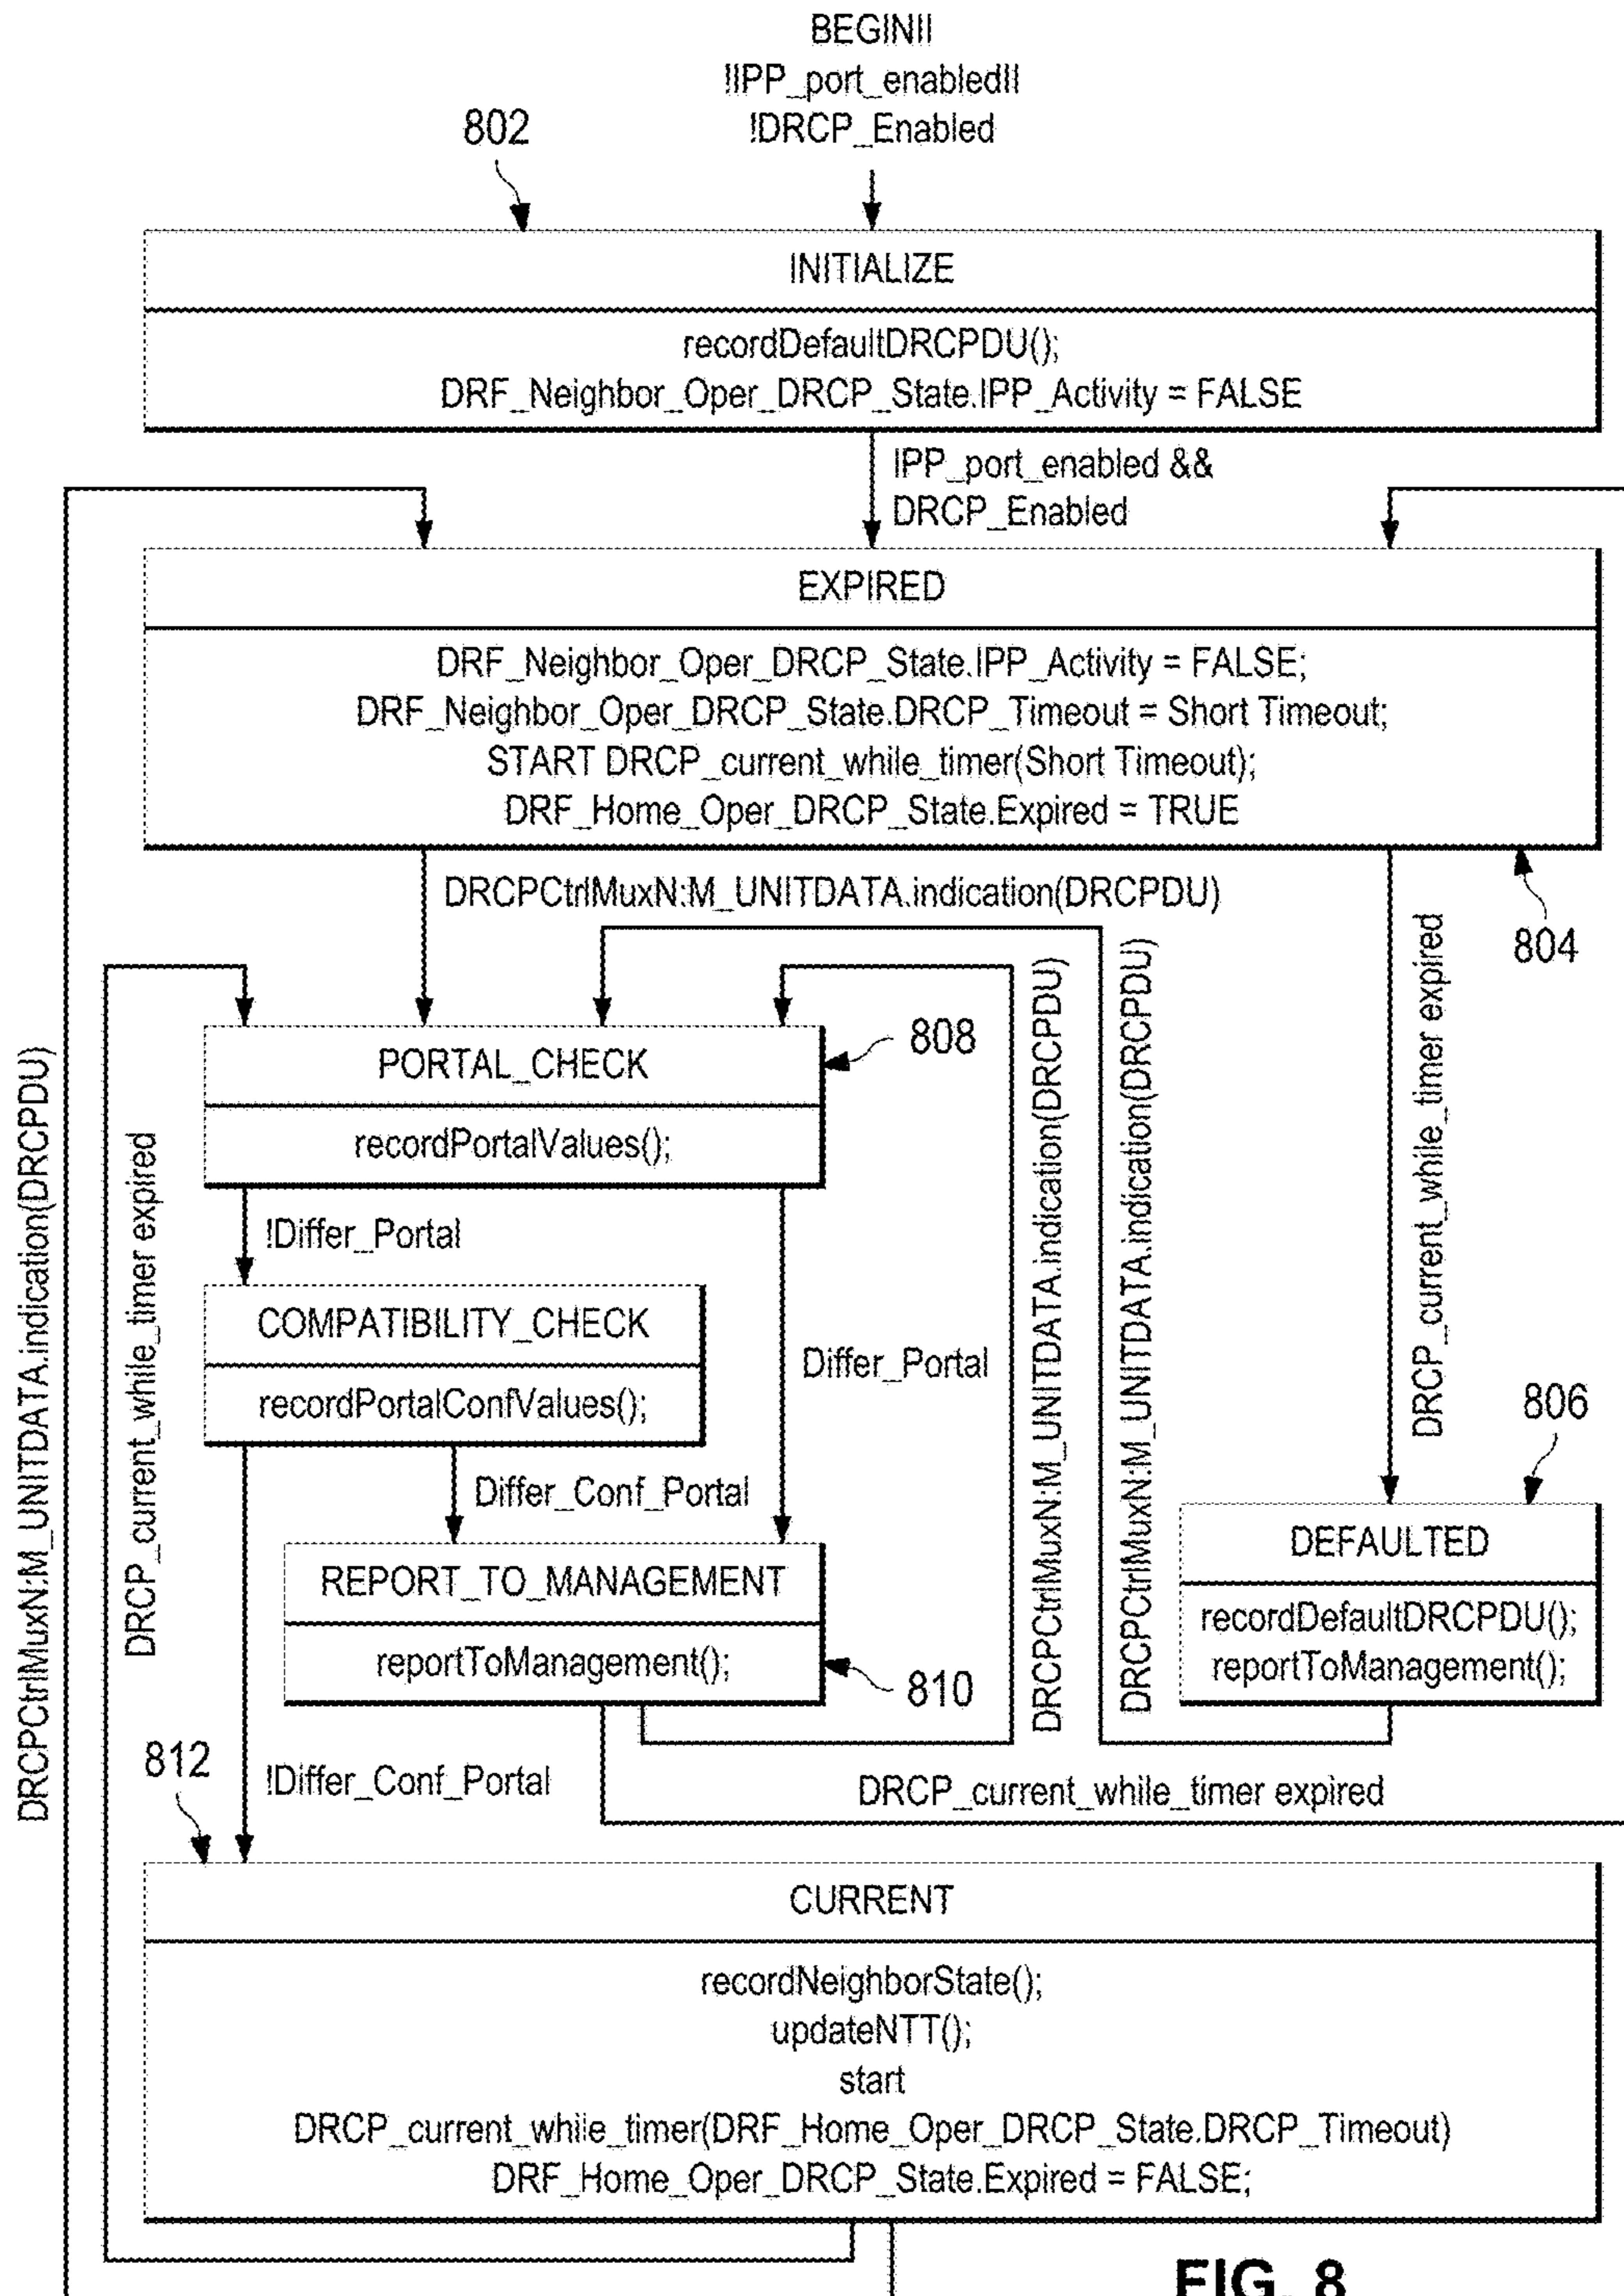 BEGINII
!IPP_port_enabledII
!DRCP_Enabled
802
INITIALIZE
recordDefaultDRCPDU();
DRF_Neighbor_Oper_DRCP_State.IPP_Activity = FALSE
IPP_port_enabled &&
DRCP_Enabled
EXPIRED
DRF_Neighbor_Oper_DRCP_State.IPP_Activity = FALSE;
DRF_Neighbor_Oper_DRCP_State.DRCP_Timeout = Short Timeout;
START DRCP_current_while_timer(Short Timeout);
DRF_Home_Oper_DRCP_State.Expired = TRUE
DRCPCtrlMuxN:M_UNITDATA.indication(DRCPDU)
804
PORTAL_CHECK
808
recordPortalValues();
!Differ_Portal
COMPATIBILITY_CHECK
recordPortalConfValues();
Differ_Portal
Differ_Conf_Portal
REPORT_TO_MANAGEMENT
reportToManagement();
810
DRCPCtrlMuxN:M_UNITDATA.indication(DRCPDU)
DRCPCtrlMuxN:M_UNITDATA.indication(DRCPDU)
DRCP_current_while_timer expired
806
DEFAULTED
recordDefaultDRCPDU();
reportToManagement();
DRCPCtrlMuxN:M_UNITDATA.indication(DRCPDU)
DRCP_current_while_timer expired
812
!Differ_Conf_Portal
DRCP_current_while_timer expired
CURRENT
recordNeighborState();
updateNTT();
start
DRCP_current_while_timer(DRF_Home_Oper_DRCP_State.DRCP_Timeout)
DRF_Home_Oper_DRCP_State.Expired = FALSE;
FIG. 8